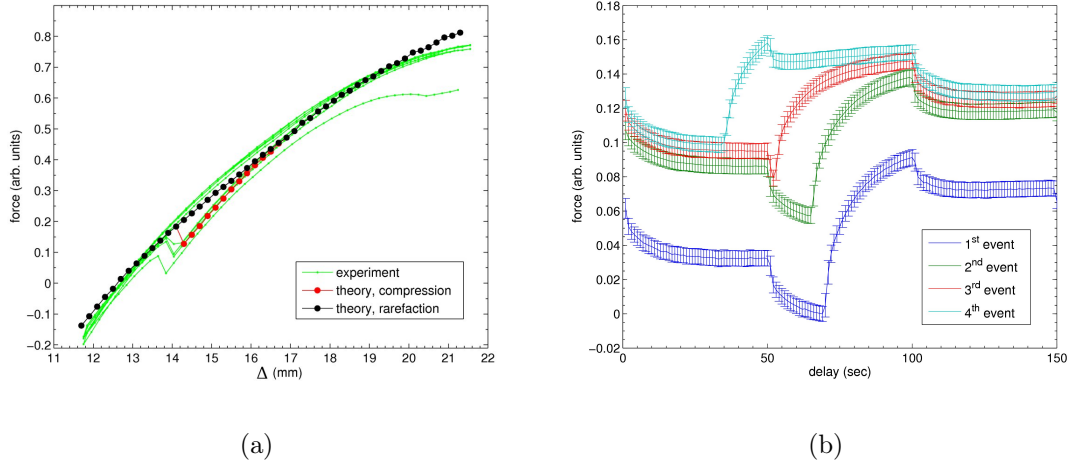 0.8
0.7
0.6
0.5
0.4
0.3
0.2
0.1
0
−0.1
−0.2
force (arb. units)
11 12 13 14 15 16 17 18 19 20 21 22
Δ (mm)
experiment
theory, compression
theory, rarefaction
(a)
0.18
0.16
0.14
0.12
0.1
0.08
0.06
0.04
0.02
0
−0.02
force (arb. units)
0 50 100 150
delay (sec)
1st event
2nd event
3rd event
4th event
(b)